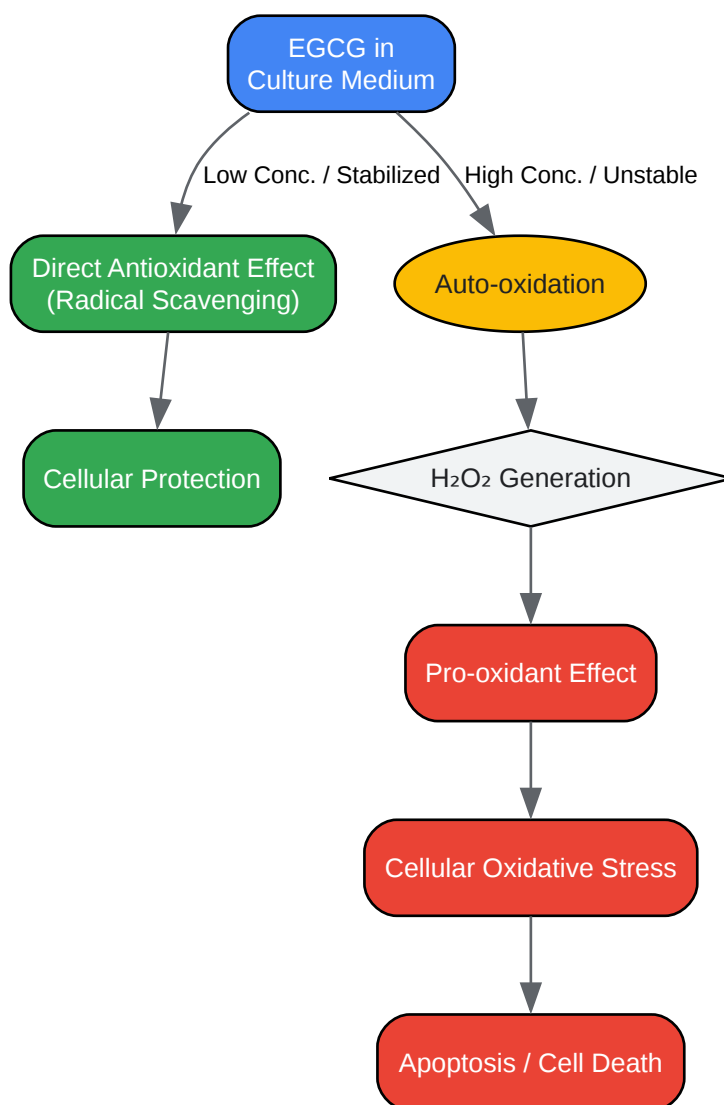 EGCG in
Culture Medium
Low Conc. / Stabilized
High Conc. / Unstable
Direct Antioxidant Effect
(Radical Scavenging)
Auto-oxidation
Cellular Protection
H₂O₂ Generation
Pro-oxidant Effect
Cellular Oxidative Stress
Apoptosis / Cell Death